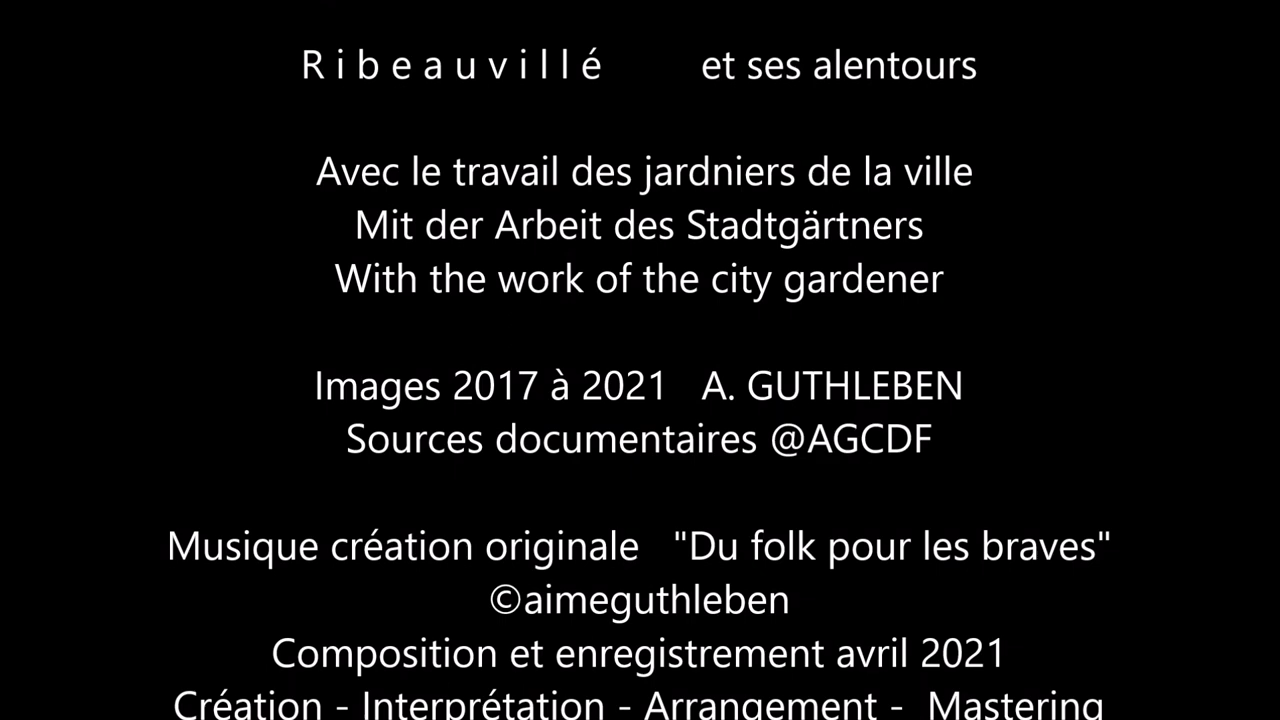 Ribeauvillé et ses alentours
Avec le travail des jardniers de la ville
Mit der Arbeit des Stadtgärtners
With the work of the city gardener
Images 2017 à 2021 A. GUTHLEBEN
Sources documentaires @AGCDF
Musique création originale "Du folk pour les braves"
©aimeguthleben
Composition et enregistrement avril 2021
Création - Interprétation - Arrangement - Mastering